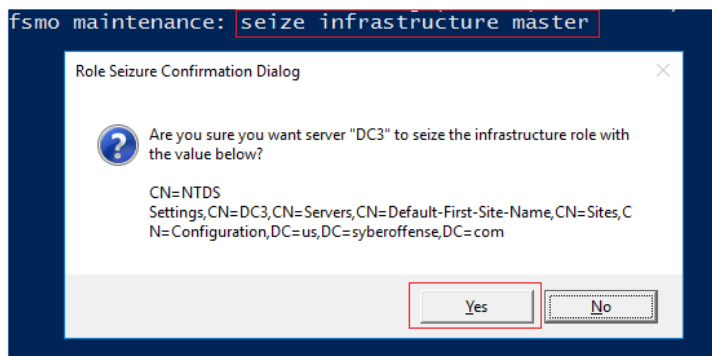 fsmo maintenance: seize infrastructure master
Role Seizure Confirmation Dialog
Are you sure you want server "DC3" to seize the infrastructure role with
the value below?
CN=NTDS
Settings,CN=DC3,CN=Servers,CN=Default-First-Site-Name,CN=Sites,C
N=Configuration,DC=us,DC=syberoffense,DC=com
Yes
No